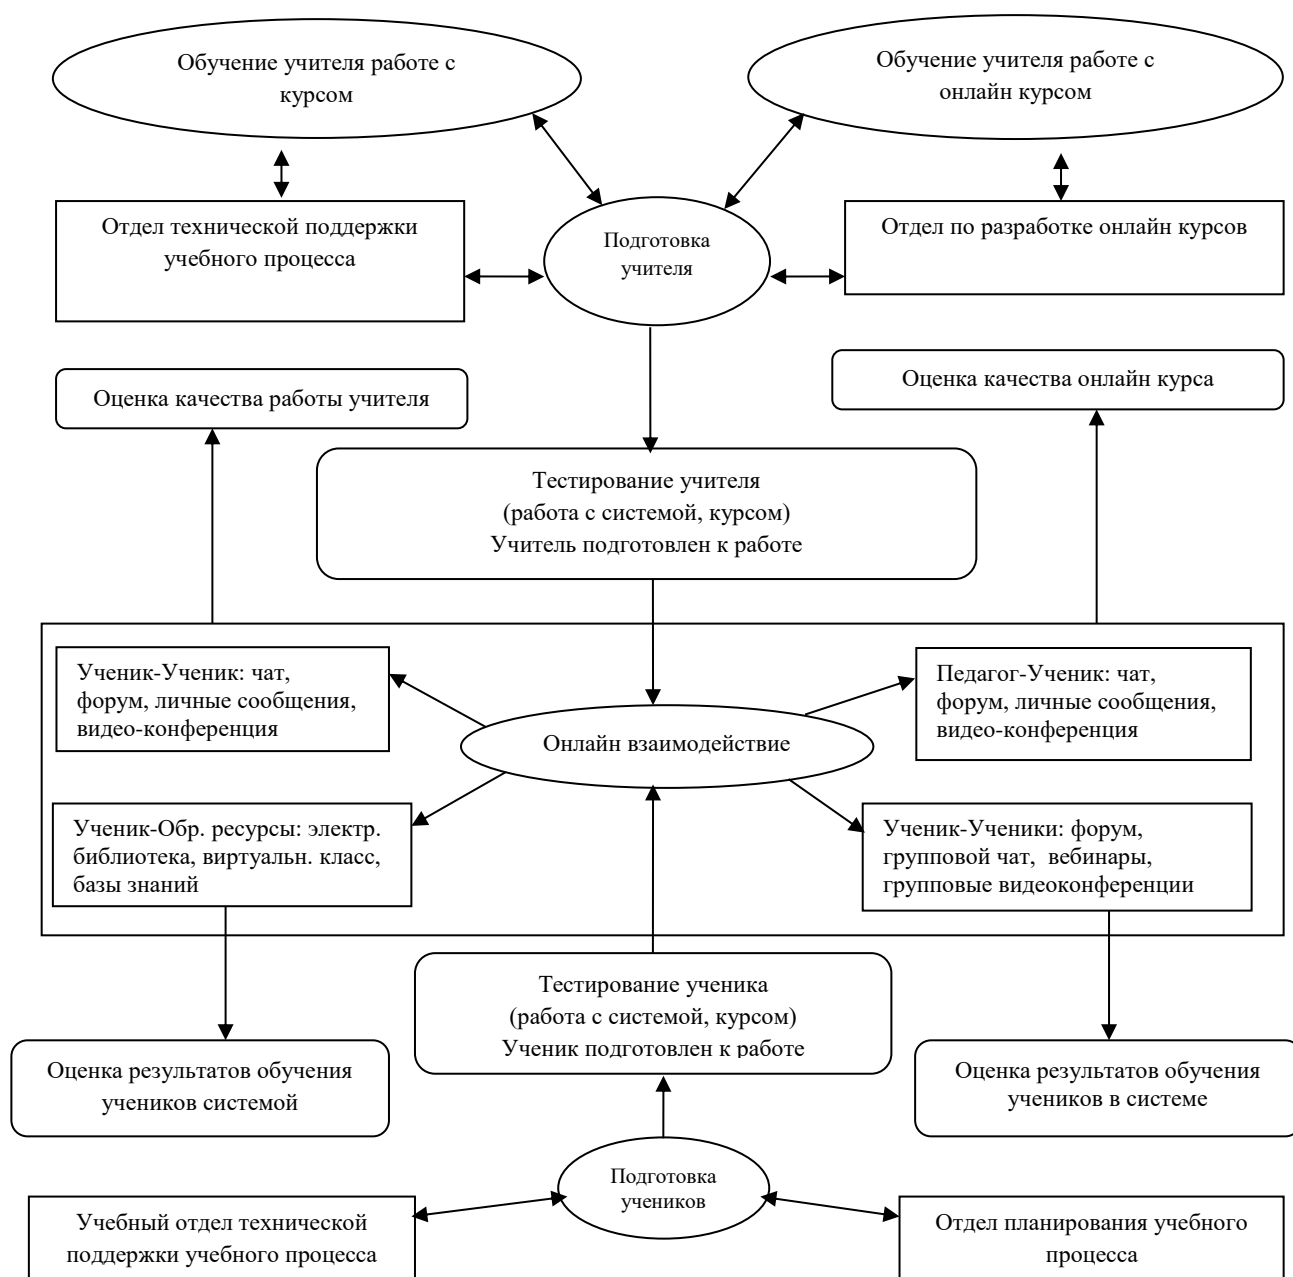 Обучение учителя работе с
курсом
Обучение учителя работе с
онлайн курсом
Отдел технической поддержки
учебного процесса
Подготовка
учителя
Отдел по разработке онлайн курсов
Оценка качества работы учителя
Оценка качества онлайн курса
Тестирование учителя
(работа с системой, курсом)
Учитель подготовлен к работе
Ученик-Ученик: чат,
форум, личные сообщения,
видео-конференция
Педагог-Ученик: чат,
форум, личные сообщения,
видео-конференция
Онлайн взаимодействие
Ученик-Обр. ресурсы: электр.
библиотека, виртуальн. класс,
базы знаний
Ученик-Ученики: форум,
групповой чат, вебинары,
групповые видеоконференции
Тестирование ученика
(работа с системой, курсом)
Ученик подготовлен к работе
Оценка результатов обучения
учеников системой
Оценка результатов обучения
учеников в системе
Подготовка
учеников
Учебный отдел технической
поддержки учебного процесса
Отдел планирования учебного
процесса